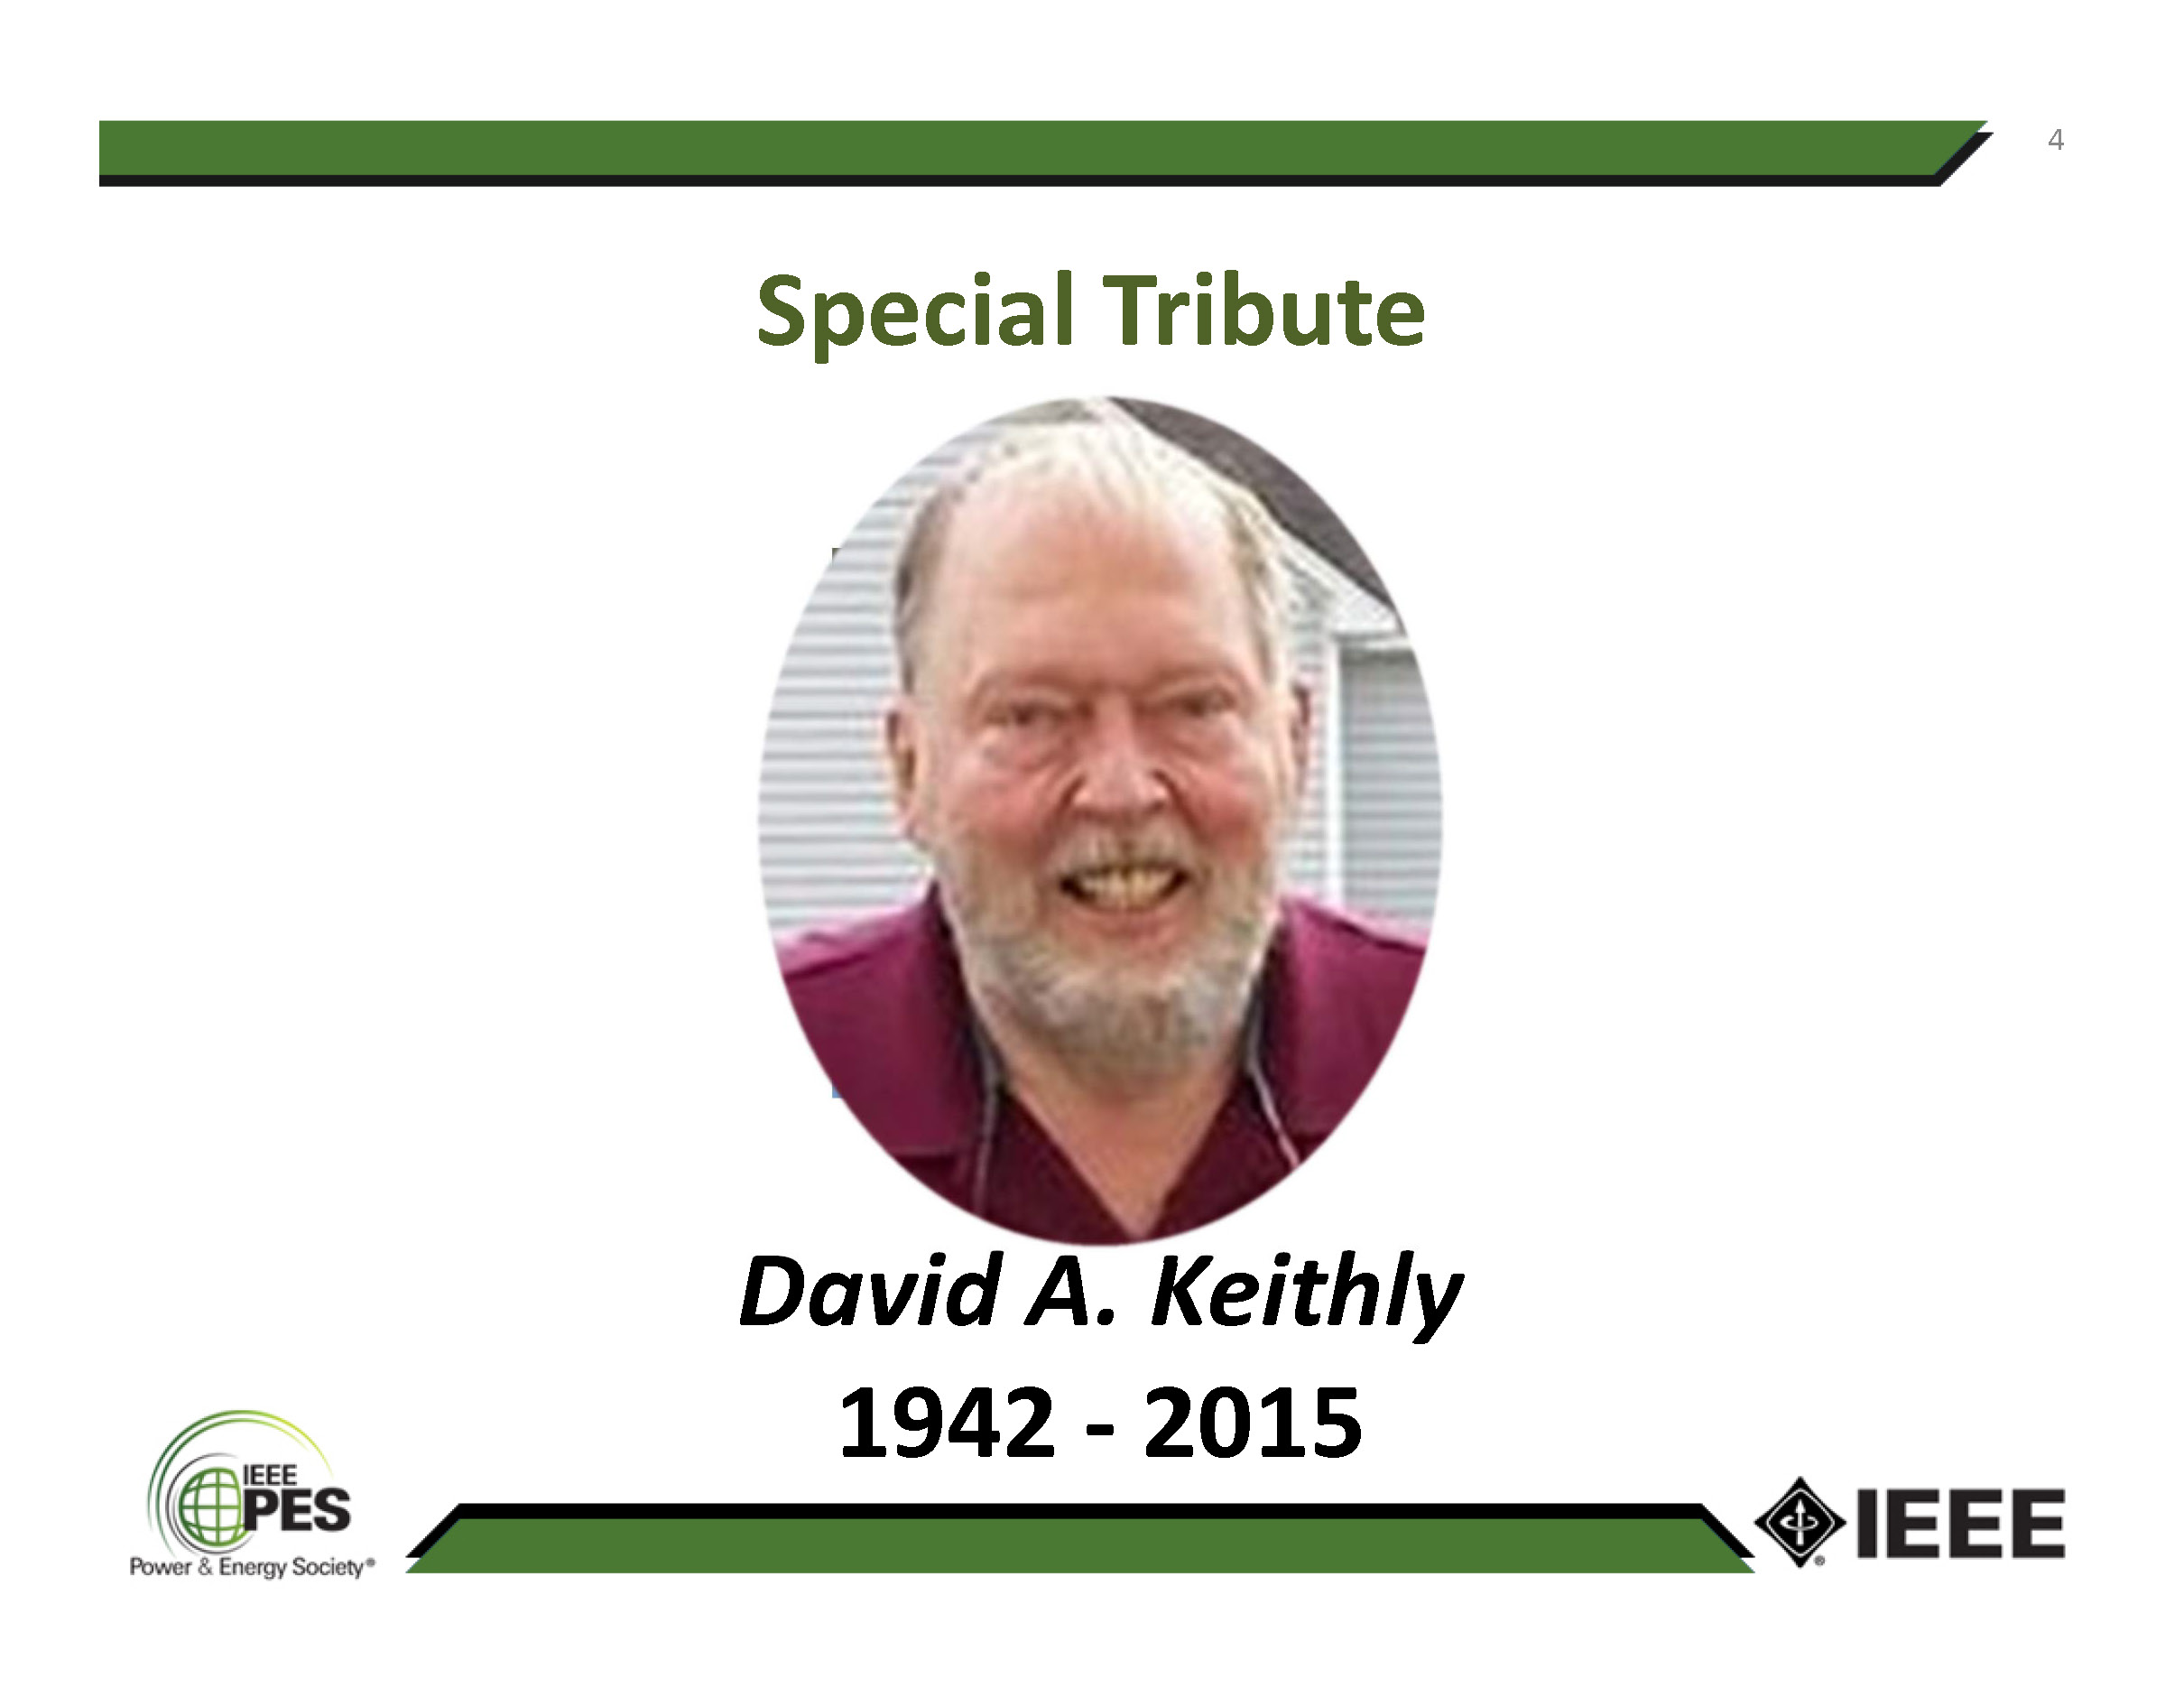 4
Special Tribute
David A. Keithly
1942 - 2015
IEEE
PES
Power & Energy Society®
IEEE
®